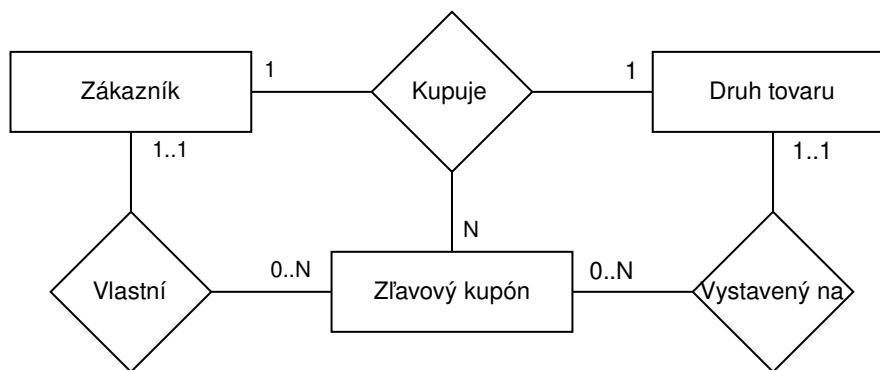 1
1
Zákazník
Kupuje
Druh tovaru
1..1
1..1
N
0..N
0..N
Vlastní
Zľavový kupón
Vystavený na